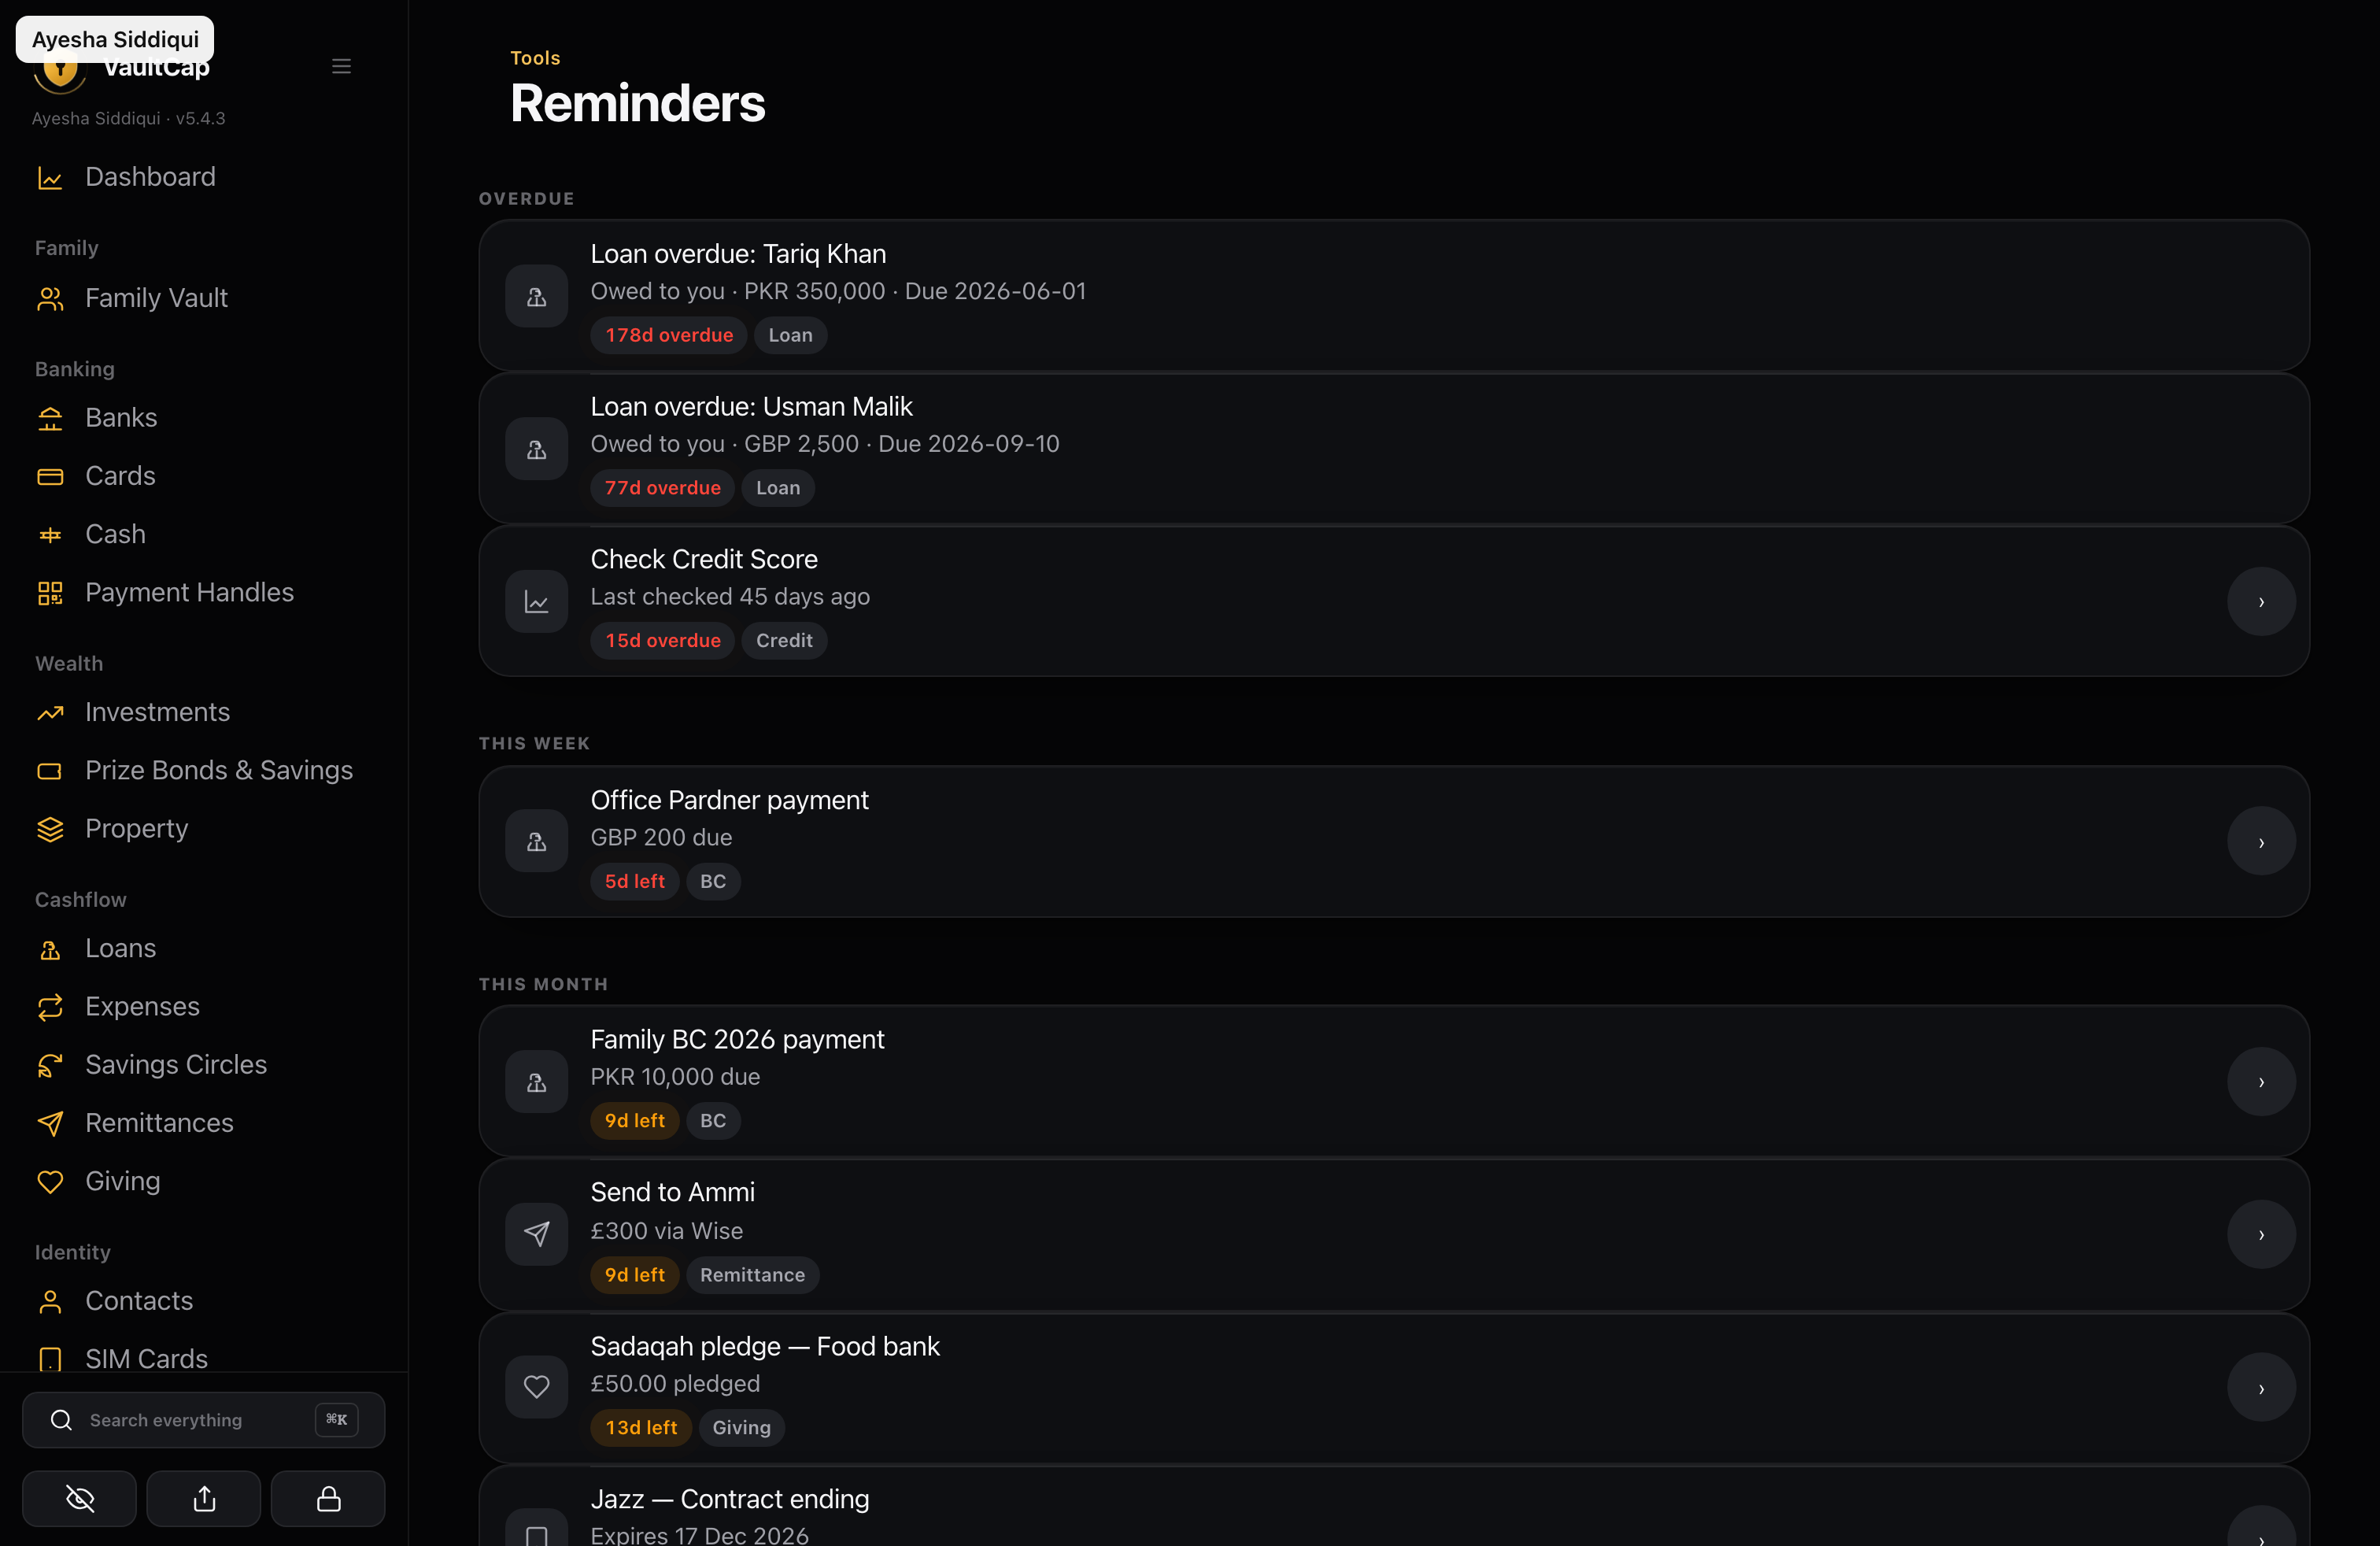 Ayesha Siddiqui
VaultCap
Ayesha Siddiqui · v5.4.3
Dashboard
Family
Family Vault
Banking
Banks
Cards
Cash
Payment Handles
Wealth
Investments
Prize Bonds & Savings
Property
Cashflow
Loans
Expenses
Savings Circles
Remittances
Giving
Identity
Contacts
SIM Cards
Search everything
⌘K
Tools
Reminders
OVERDUE
Loan overdue: Tariq Khan
Owed to you · PKR 350,000 · Due 2026-06-01
178d overdue Loan
Loan overdue: Usman Malik
Owed to you · GBP 2,500 · Due 2026-09-10
77d overdue Loan
Check Credit Score
Last checked 45 days ago
15d overdue Credit
THIS WEEK
Office Pardner payment
GBP 200 due
5d left BC
THIS MONTH
Family BC 2026 payment
PKR 10,000 due
9d left BC
Send to Ammi
£300 via Wise
9d left Remittance
Sadaqah pledge — Food bank
£50.00 pledged
13d left Giving
Jazz — Contract ending
Expires 17 Dec 2026